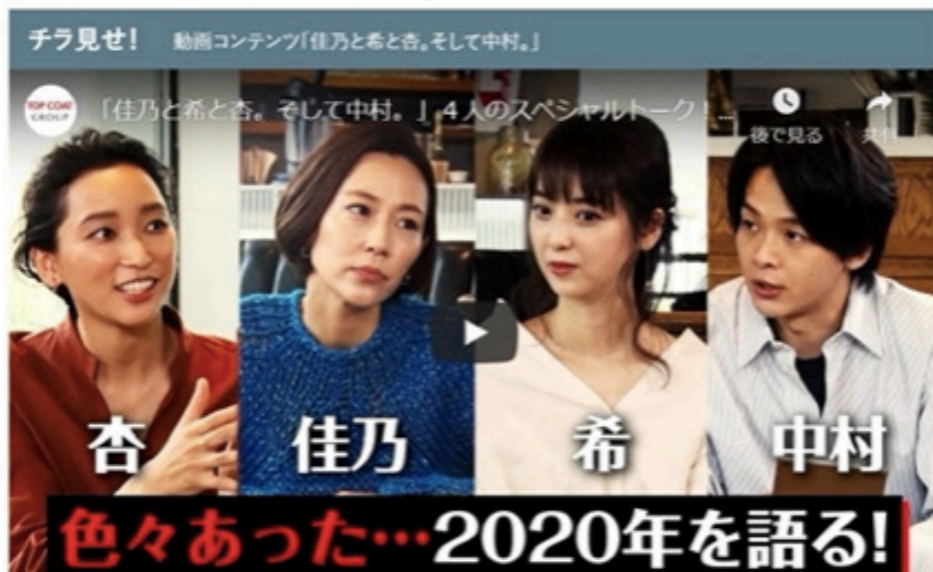 チラ見せ! 動画コンテンツ「佳乃と希と杏。そして中村。」
TOP COAT
GROUP
「佳乃と希と杏。そして中村。」4人のスペシャルトーク!...
後で見る 共有
杏 佳乃 希 中村
色々あった…2020年を語る!